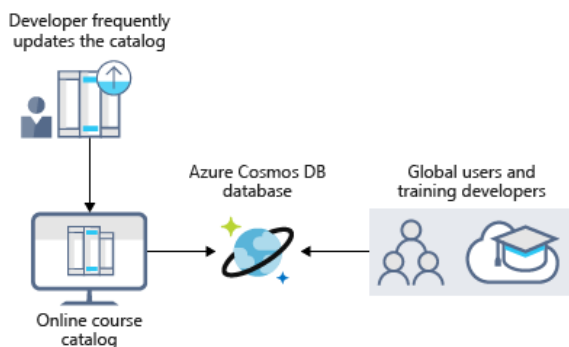 Developer frequently
updates the catalog
Azure Cosmos DB
database
Global users and
training developers
Online course
catalog